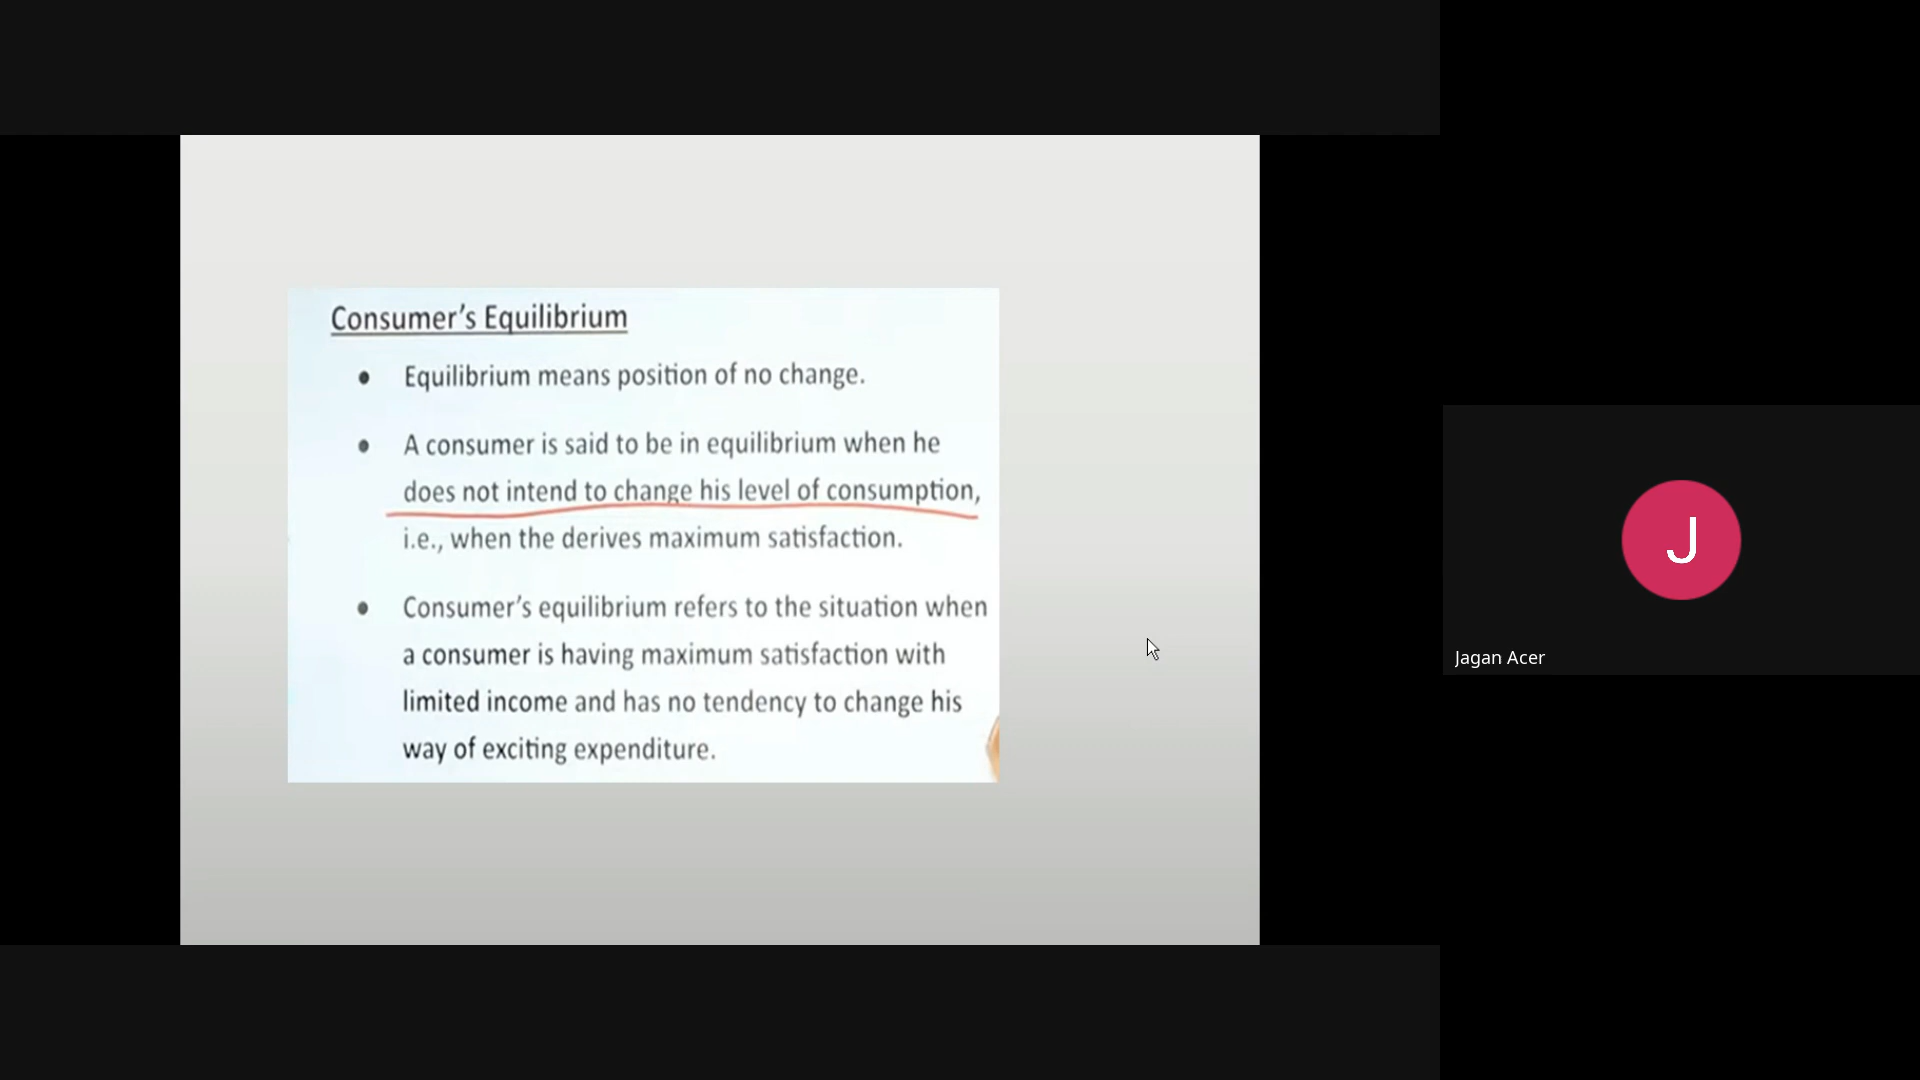 Consumer's Equilibrium
• Equilibrium means position of no change.
• A consumer is said to be in equilibrium when he
does not intend to change his level of consumption,
i.e., when the derives maximum satisfaction.
• Consumer's equilibrium refers to the situation when
a consumer is having maximum satisfaction with
limited income and has no tendency to change his
way of exciting expenditure.
J
Jagan Acer